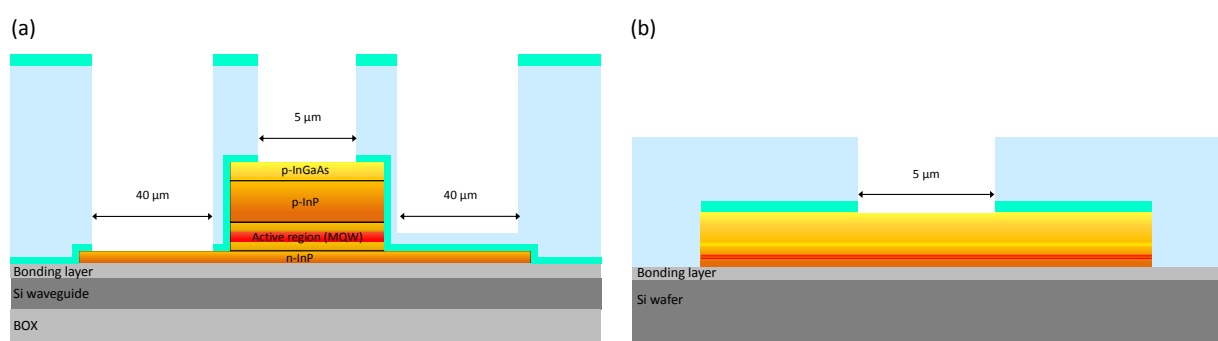 (a)
(b)
5 μm
p-InGaAs
40 μm
p-InP
40 μm
5 μm
Active region (MQW)
n-InP
Bonding layer
Bonding layer
Si waveguide
Si wafer
BOX